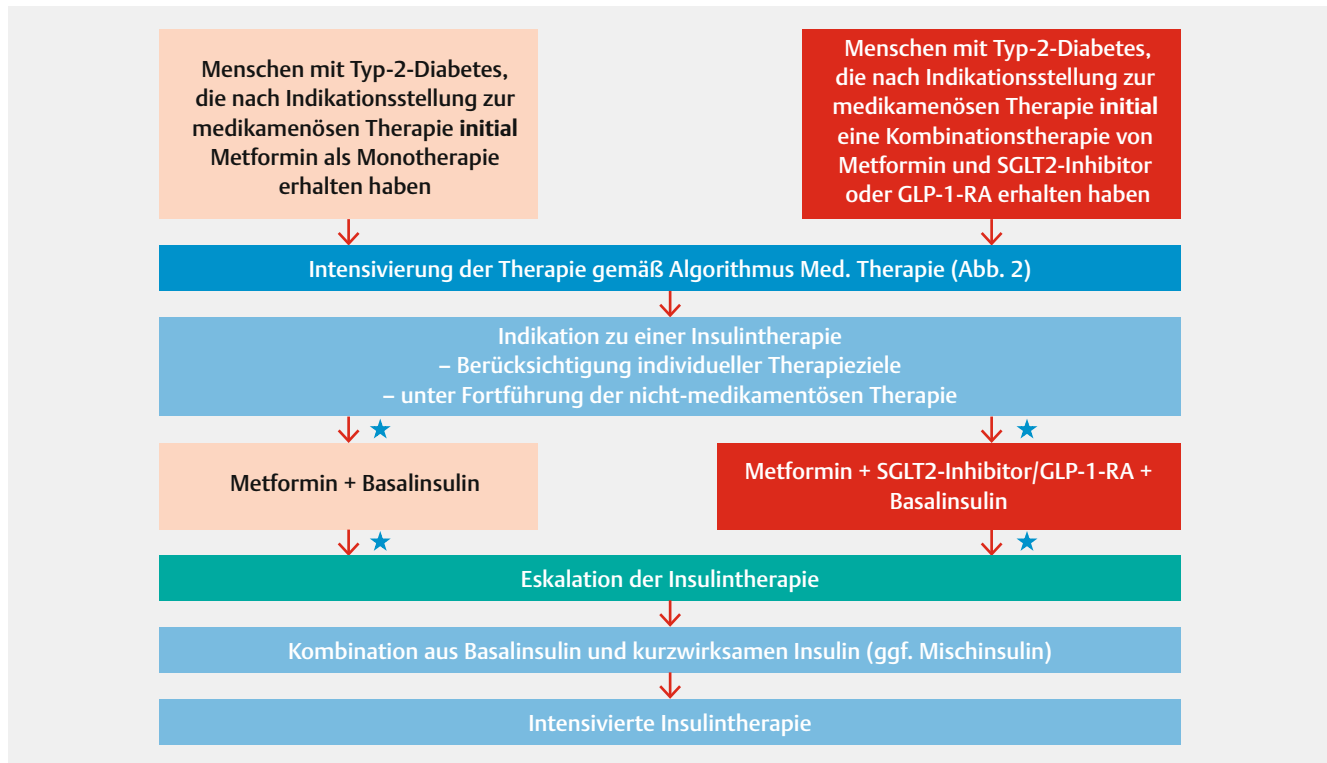 Menschen mit Typ-2-Diabetes,
die nach Indikationsstellung zur
medikamenösen Therapie initial
Metformin als Monotherapie
erhalten haben
Menschen mit Typ-2-Diabetes,
die nach Indikationsstellung zur
medikamenösen Therapie initial
eine Kombinationstherapie von
Metformin und SGLT2-Inhibitor
oder GLP-1-RA erhalten haben
Intensivierung der Therapie gemäß Algorithmus Med. Therapie (Abb. 2)
Indikation zu einer Insulintherapie
– Berücksichtigung individueller Therapieziele
– unter Fortführung der nicht-medikamentösen Therapie
Metformin + Basalinsulin
Metformin + SGLT2-Inhibitor/GLP-1-RA +
Basalinsulin
Eskalation der Insulintherapie
Kombination aus Basalinsulin und kurzwirksamen Insulin (ggf. Mischinsulin)
Intensivierte Insulintherapie